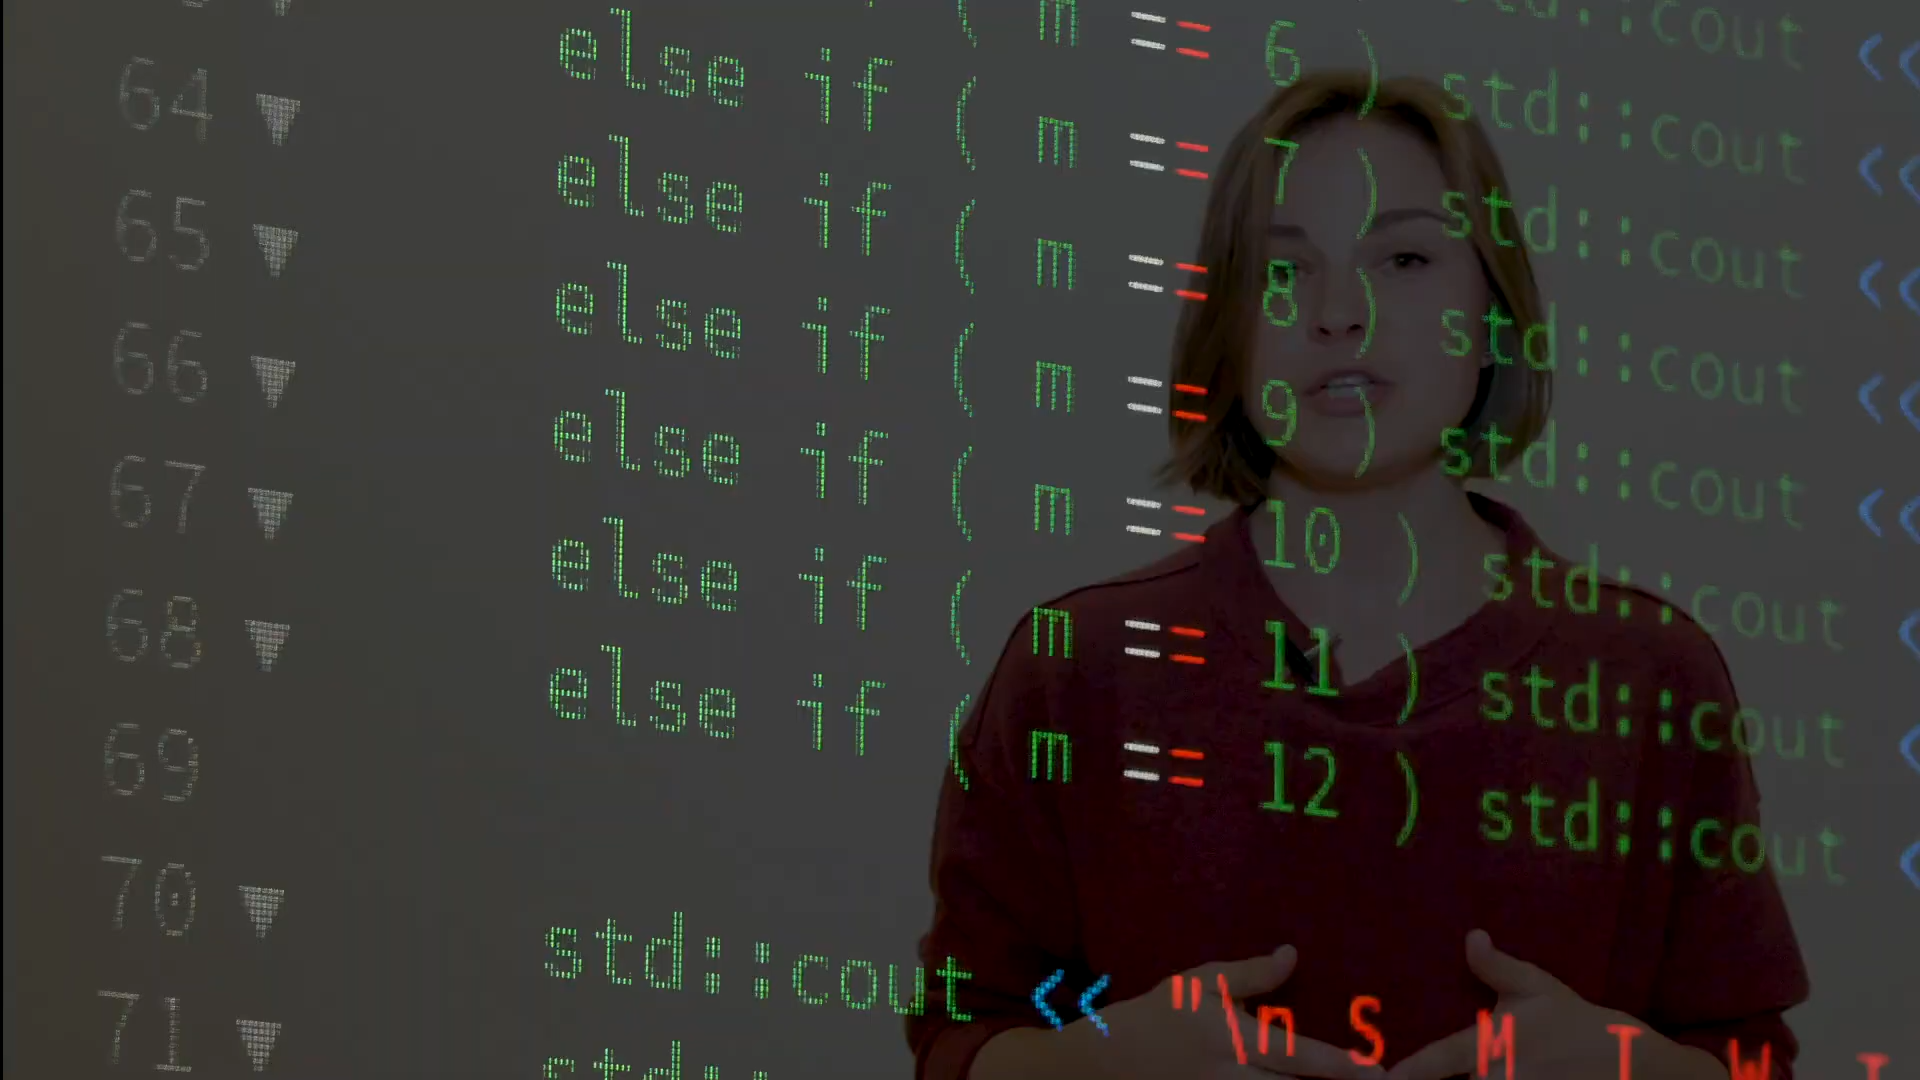 ( m == 6 ) std::cout <<
else if ( m == 7 ) std::cout <<
64 else if ( m == 8 ) std::cout <<
65 else if ( m == 9 ) std::cout <<
66 else if ( m == 10 ) std::cout <<
67 else if ( m == 11 ) std::cout <<
68 else if ( m == 12 ) std::cout <<
69
70 std::cout << "\n S M T W T
71 std::